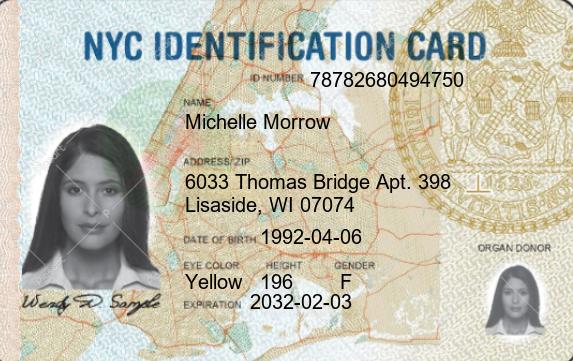 NYC IDENTIFICATION CARD
ID NUMBER 78782680494750
NAME
Michelle Morrow
ADDRESS/ZIP
6033 Thomas Bridge Apt. 398
Lisaside, WI 07074
DATE OF BIRTH 1992-04-06
EYE COLOR HEIGHT GENDER
Yellow 196 F
EXPIRATION 2032-02-03
ORGAN DONOR
Wendy D Sample